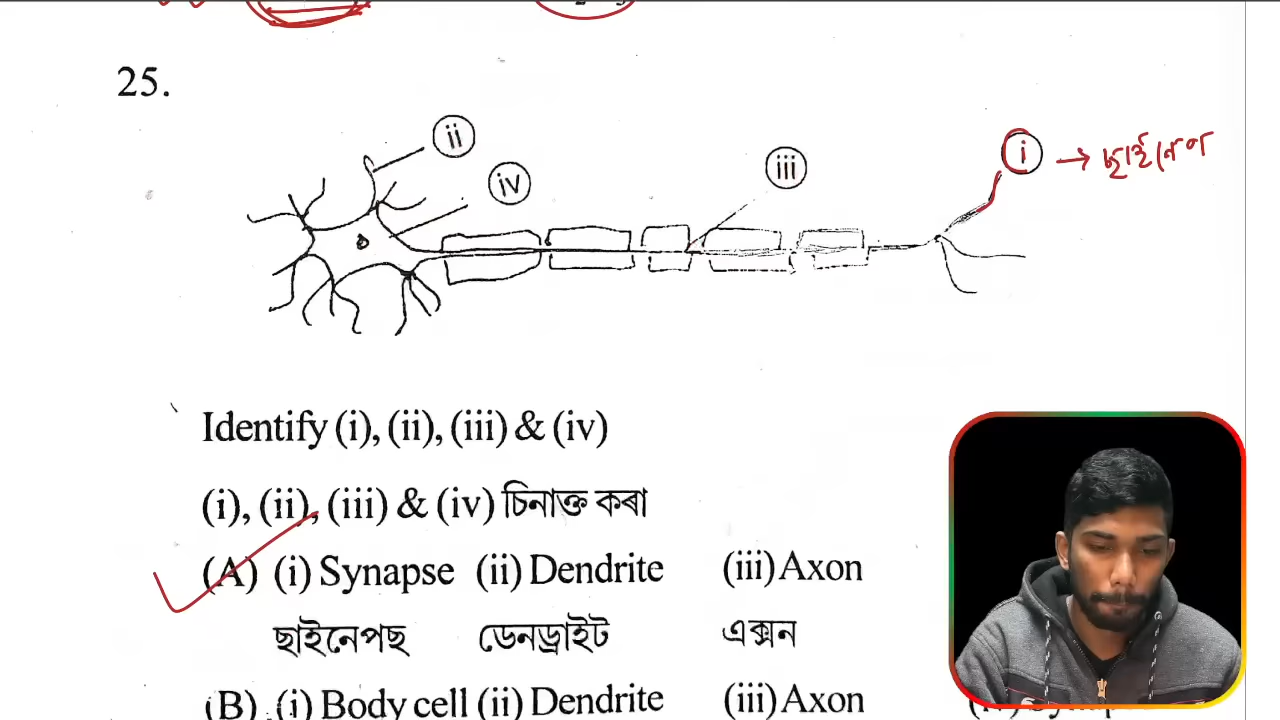 25.
ii
iv
iii
i → ছাইনেপ
Identify (i), (ii), (iii) & (iv)
(i), (ii), (iii) & (iv) চিনাক্ত কৰা
(A) (i) Synapse (ii) Dendrite (iii) Axon
ছাইনেপছ ডেনড্ৰাইট এক্সন
(B) (i) Body cell (ii) Dendrite (iii) Axon